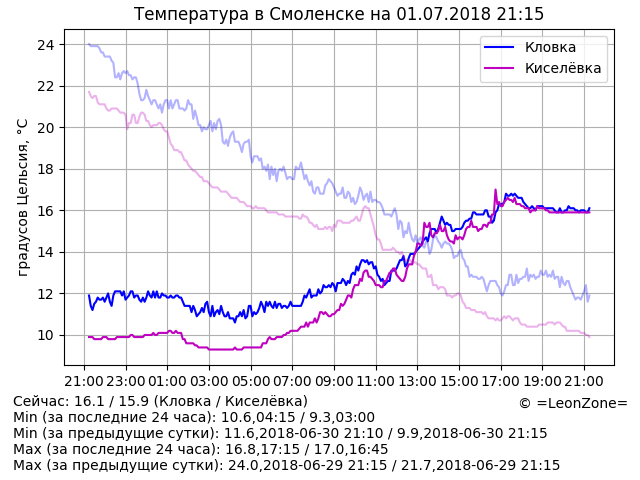 Температура в Смоленске на 01.07.2018 21:15
Кловка
Киселёвка
градусов Цельсия, °C
24
22
20
18
16
14
12
10
21:00 23:00 01:00 03:00 05:00 07:00 09:00 11:00 13:00 15:00 17:00 19:00 21:00
Сейчас: 16.1 / 15.9 (Кловка / Киселёвка)
© =LeonZone=
Min (за последние 24 часа): 10.6,04:15 / 9.3,03:00
Min (за предыдущие сутки): 11.6,2018-06-30 21:10 / 9.9,2018-06-30 21:15
Max (за последние 24 часа): 16.8,17:15 / 17.0,16:45
Max (за предыдущие сутки): 24.0,2018-06-29 21:15 / 21.7,2018-06-29 21:15